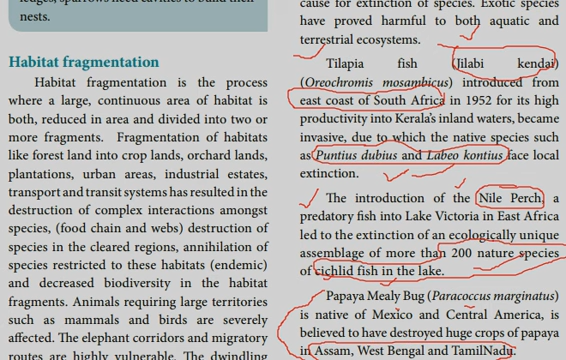 ledges, sparrows need cavities to build their
nests.
Habitat fragmentation
Habitat fragmentation is the process
where a large, continuous area of habitat is
both, reduced in area and divided into two or
more fragments. Fragmentation of habitats
like forest land into crop lands, orchard lands,
plantations, urban areas, industrial estates,
transport and transit systems has resulted in the
destruction of complex interactions amongst
species, (food chain and webs) destruction of
species in the cleared regions, annihilation of
species restricted to these habitats (endemic)
and decreased biodiversity in the habitat
fragments. Animals requiring large territories
such as mammals and birds are severely
affected. The elephant corridors and migratory
routes are highly vulnerable. The dwindling
cause for extinction of species. Exotic species
have proved harmful to both aquatic and
terrestrial ecosystems.
Tilapia fish (Jilabi kendai)
(Oreochromis mosambicus) introduced from
east coast of South Africa in 1952 for its high
productivity into Kerala's inland waters, became
invasive, due to which the native species such
as Puntius dubius and Labeo kontius face local
extinction.
The introduction of the Nile Perch, a
predatory fish into Lake Victoria in East Africa
led to the extinction of an ecologically unique
assemblage of more than 200 nature species
of cichlid fish in the lake.
Papaya Mealy Bug (Paracoccus marginatus)
is native of Mexico and Central America, is
believed to have destroyed huge crops of papaya
in Assam, West Bengal and TamilNadu.